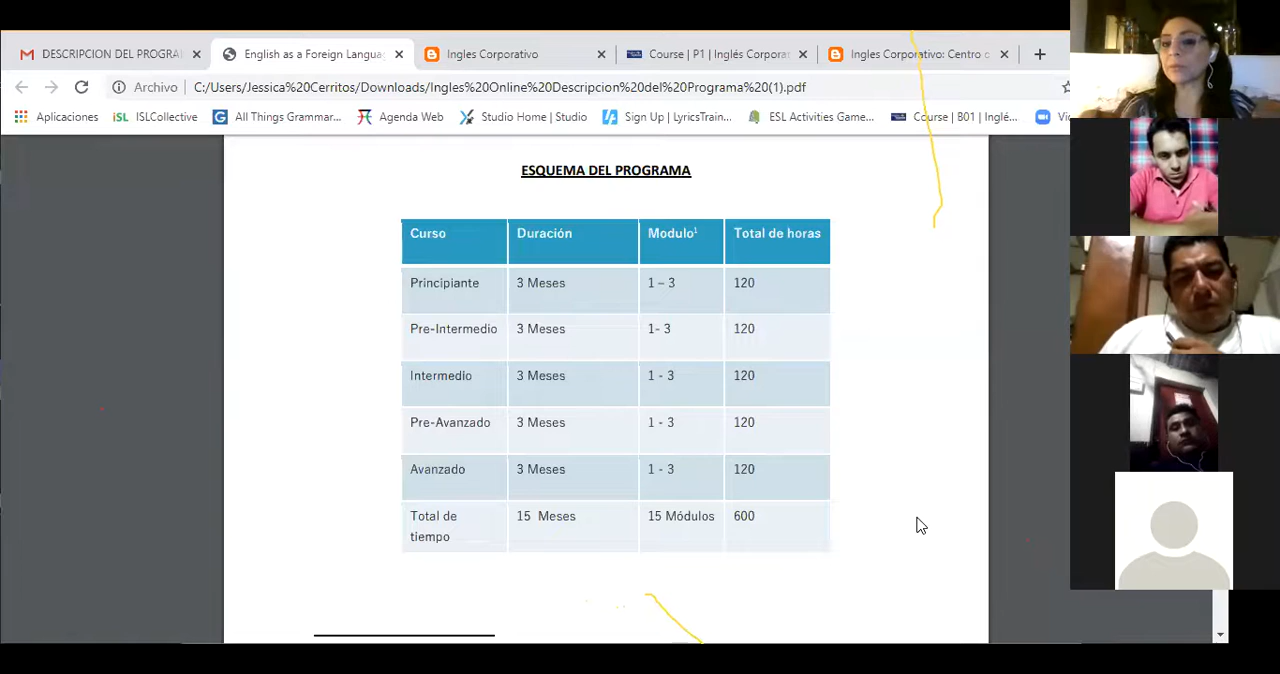 DESCRIPCION DEL PROGRA
English as a Foreign Langua
Ingles Corporativo
Course | P1 | Inglés Corpora
Ingles Corporativo: Centro
Archivo
C:/Users/Jessica%20Cerritos/Downloads/Ingles%20Online%20Descripcion%20del%20Programa%20(1).pdf
Aplicaciones
iSL ISLCollective
All Things Grammar...
Agenda Web
Studio Home | Studio
Sign Up | LyricsTrain...
ESL Activities Game...
Course | B01 | Inglé...
ESQUEMA DEL PROGRAMA
Curso Duración Modulo¹ Total de horas
Principiante 3 Meses 1 – 3 120
Pre-Intermedio 3 Meses 1- 3 120
Intermedio 3 Meses 1 - 3 120
Pre-Avanzado 3 Meses 1 - 3 120
Avanzado 3 Meses 1 - 3 120
Total de 15 Meses 15 Módulos 600
tiempo